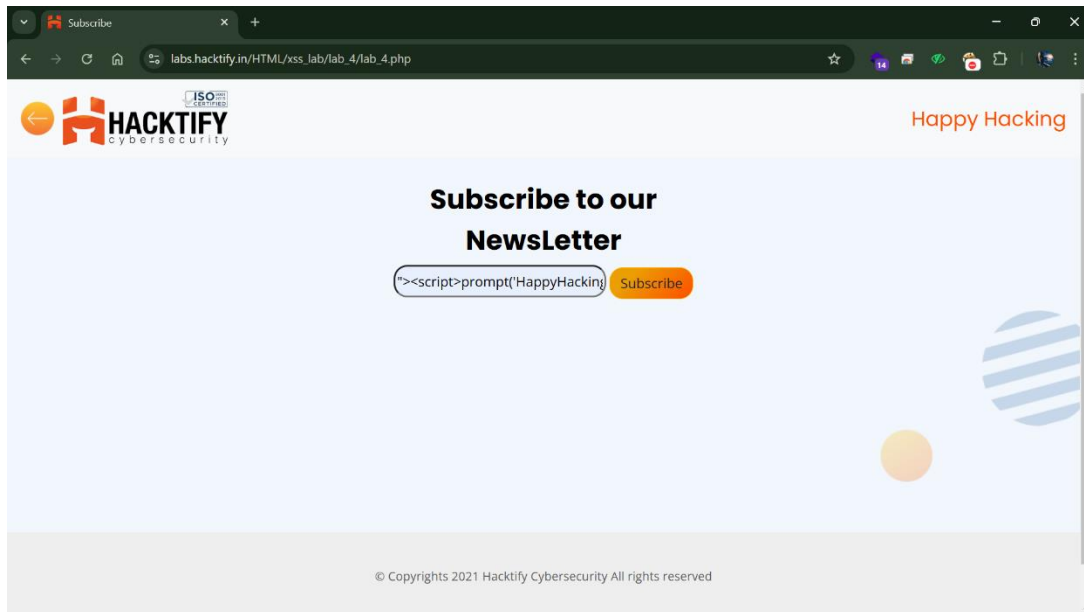 Subscribe
labs.hacktify.in/HTML/xss_lab/lab_4/lab_4.php
14
ISO
CERTIFIED
HACKTIFY
cybersecurity
Happy Hacking
Subscribe to our
NewsLetter
"><script>prompt('HappyHacking
Subscribe
© Copyrights 2021 Hacktify Cybersecurity All rights reserved